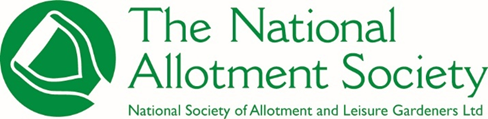 The National
Allotment Society
National Society of Allotment and Leisure Gardeners Ltd